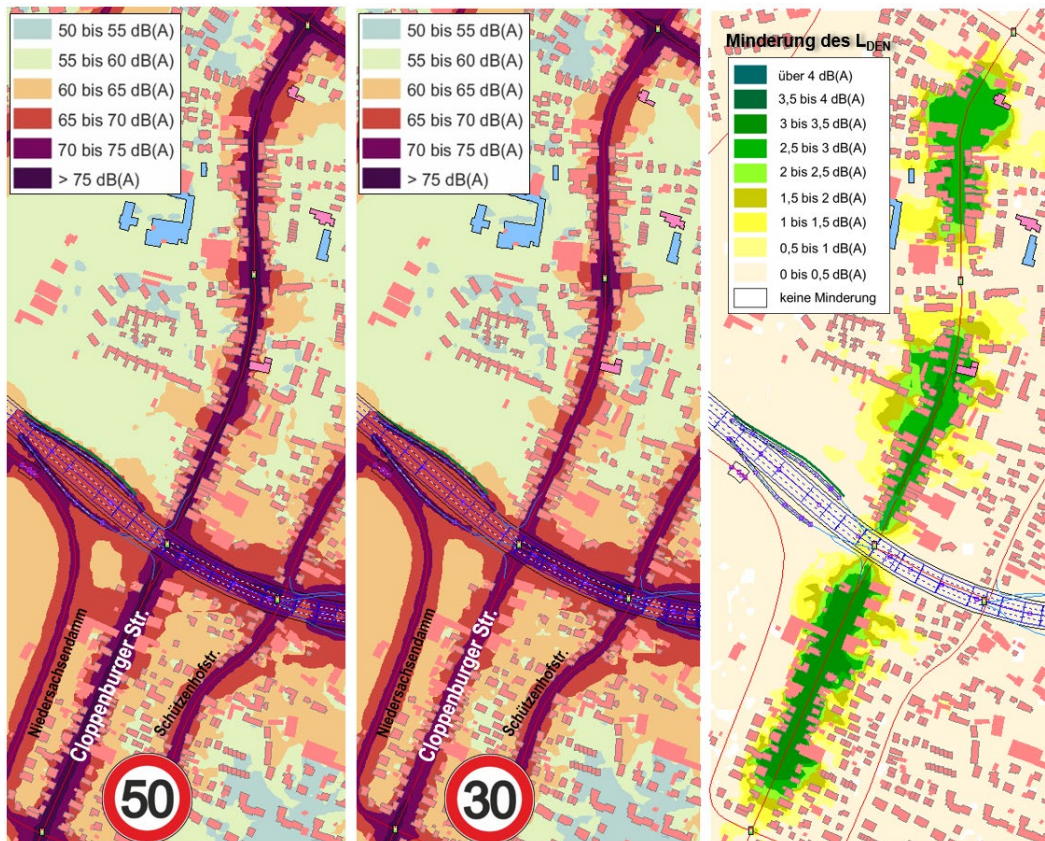 50 bis 55 dB(A)
55 bis 60 dB(A)
60 bis 65 dB(A)
65 bis 70 dB(A)
70 bis 75 dB(A)
> 75 dB(A)
Niedersachsendamm
Cloppenburger Str.
Schützenhofstr.
50
50 bis 55 dB(A)
55 bis 60 dB(A)
60 bis 65 dB(A)
65 bis 70 dB(A)
70 bis 75 dB(A)
> 75 dB(A)
Niedersachsendamm
Cloppenburger Str.
Schützenhofstr.
30
Minderung des LDEN
über 4 dB(A)
3,5 bis 4 dB(A)
3 bis 3,5 dB(A)
2,5 bis 3 dB(A)
2 bis 2,5 dB(A)
1,5 bis 2 dB(A)
1 bis 1,5 dB(A)
0,5 bis 1 dB(A)
0 bis 0,5 dB(A)
keine Minderung